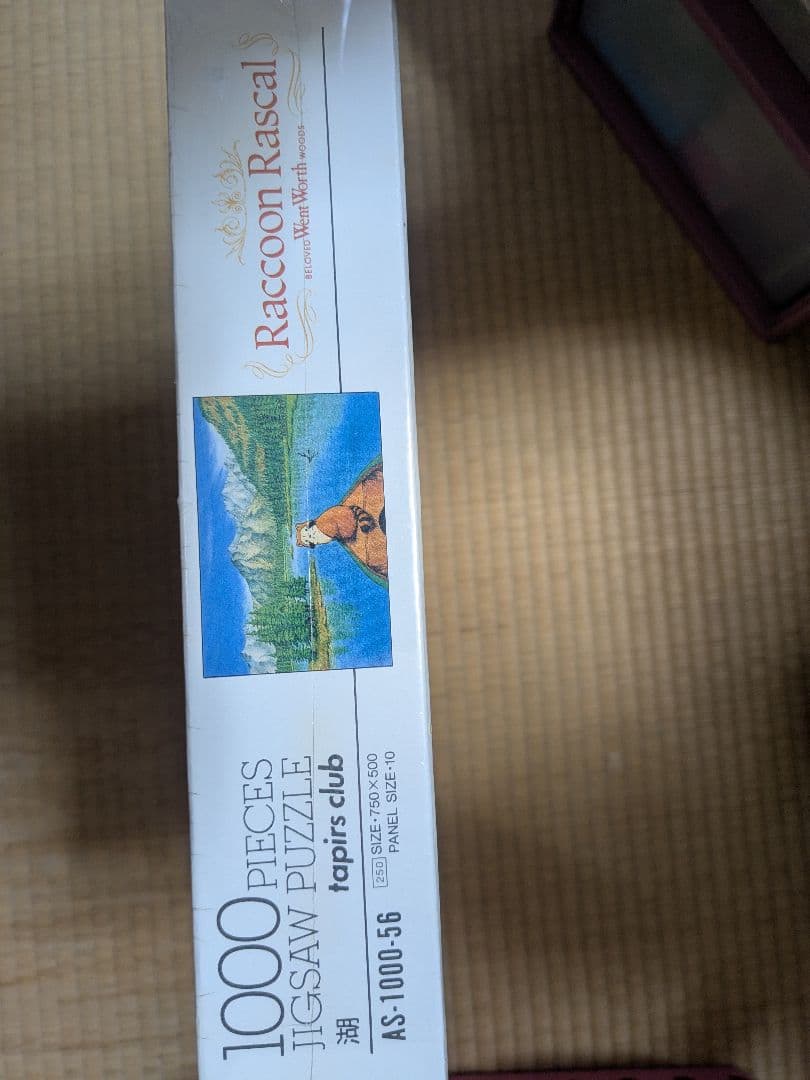 1000 PIECES
JIGSAW PUZZLE
湖
tapirs club
AS-1000-56
250 SIZE・750×500
PANEL SIZE・10
Raccoon Rascal
BELOVED Went Worth WOODS